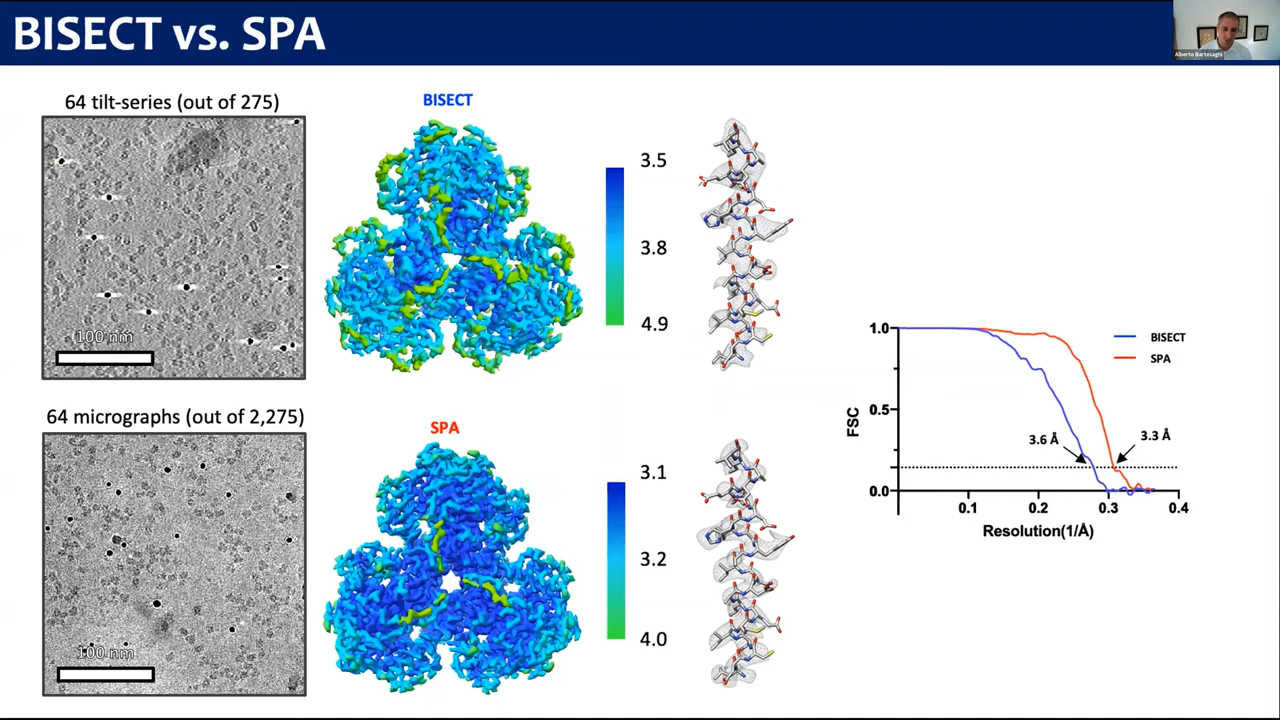 BISECT vs. SPA
Alberto Bartesaghi
64 tilt-series (out of 275)
100 nm
BISECT
3.5
3.8
4.9
64 micrographs (out of 2,275)
100 nm
SPA
3.1
3.2
4.0
1.0
0.5
0.0
FSC
BISECT
SPA
3.6 Å
3.3 Å
0.1
0.2
0.3
0.4
Resolution(1/Å)